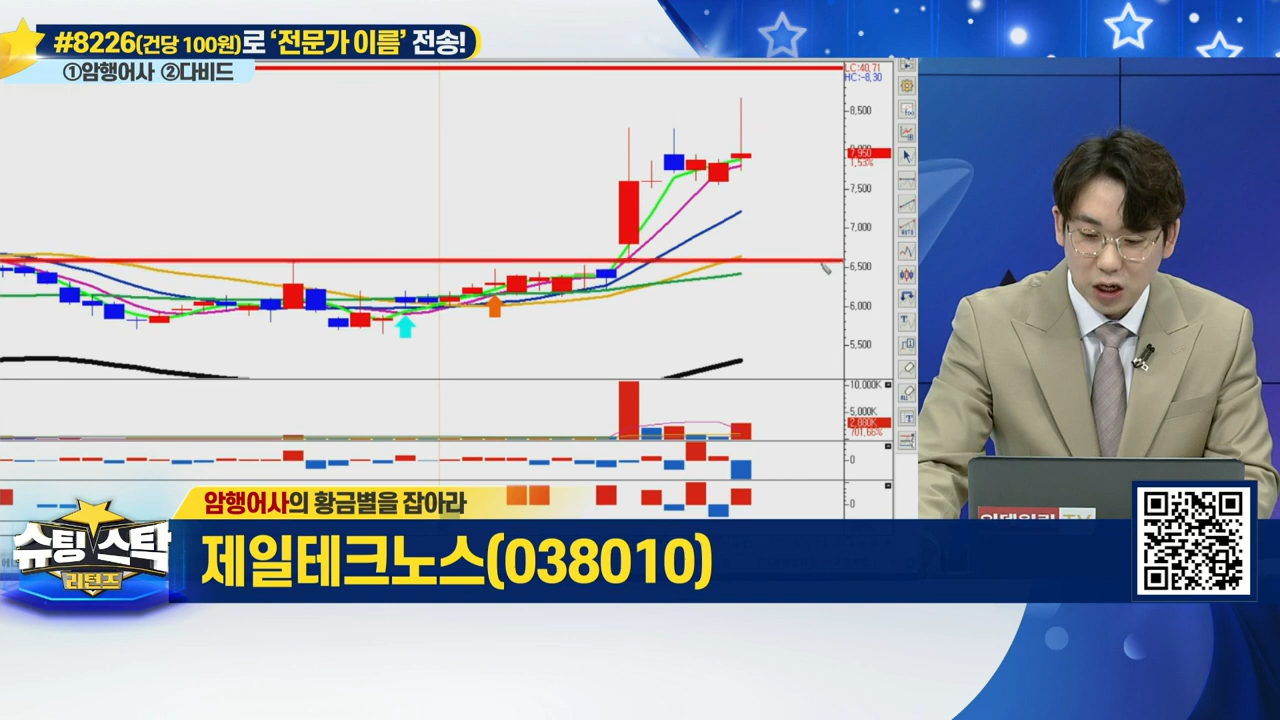 #8226(건당 100원)로 '전문가 이름' 전송!
①암행어사 ②다비드
LC:40.71
HC:-8.30
8,500
7,950
1.53%
7,500
7,000
6,500
6,000
5,500
10,000K
5,000K
701.66%
0
0
암행어사의 황금별을 잡아라
슈팅스탁
리턴즈
제일테크노스(038010)